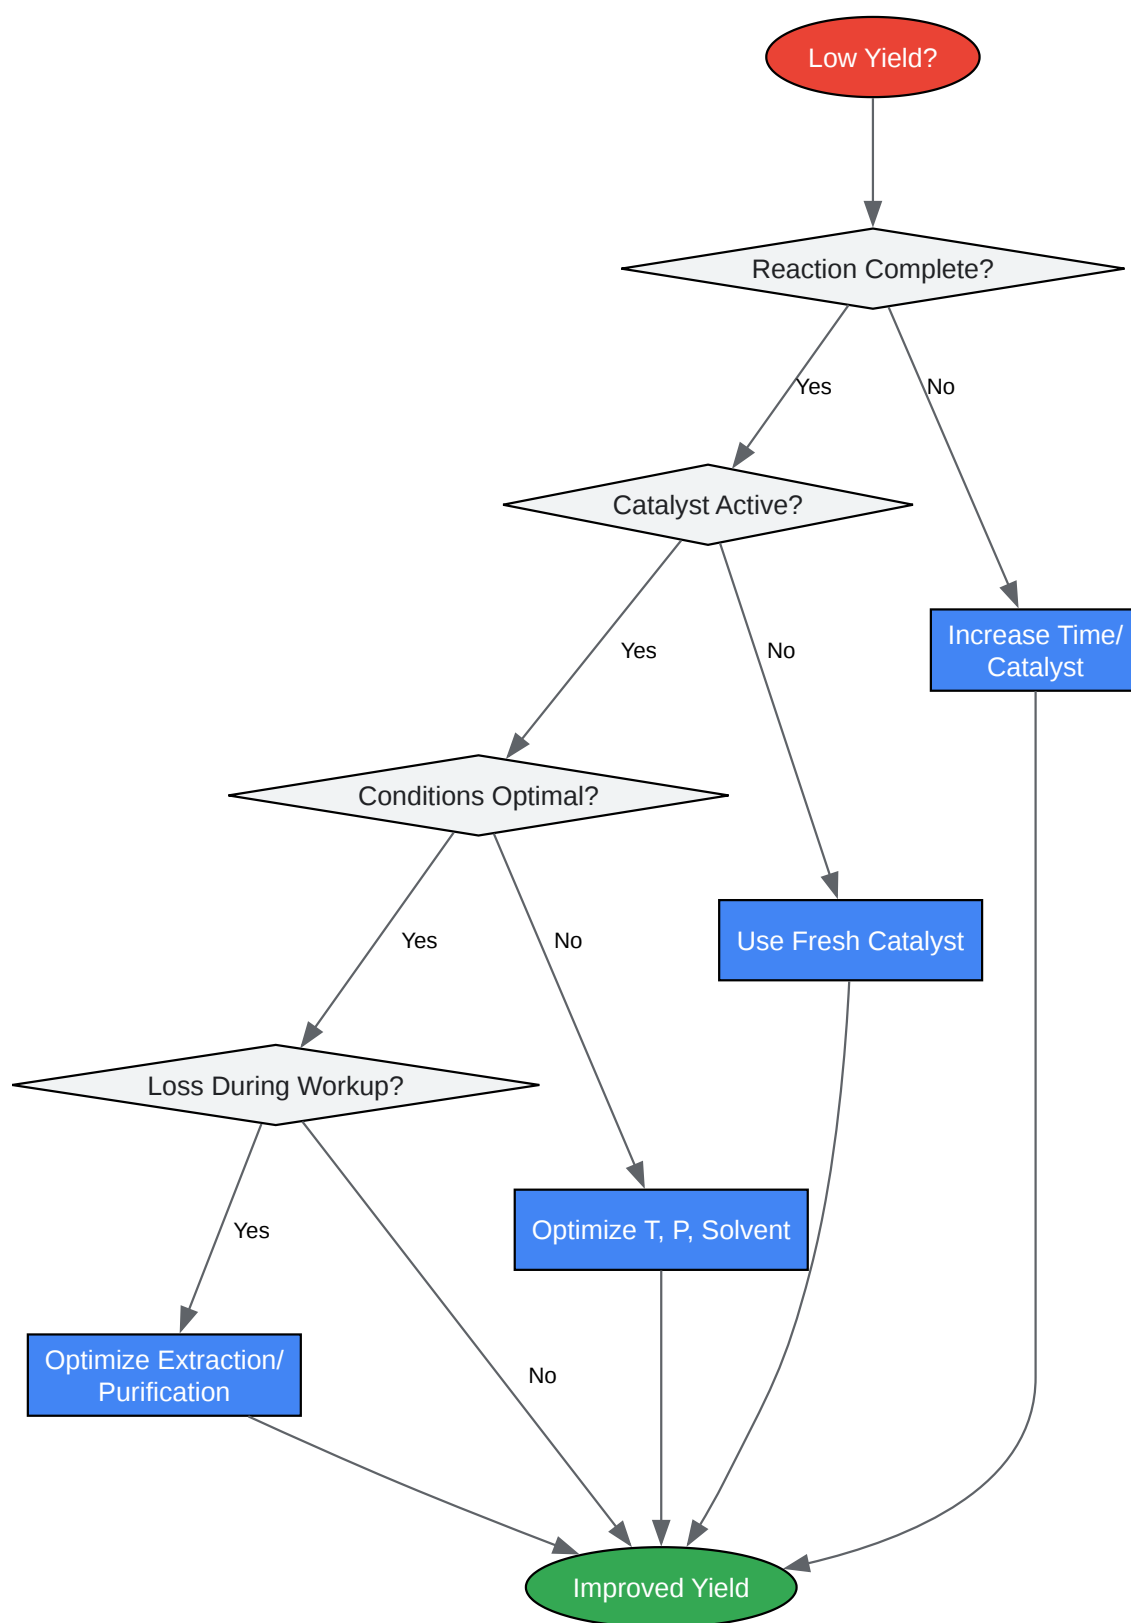 Low Yield?
Reaction Complete?
Yes
No
Catalyst Active?
Yes
No
Increase Time/
Catalyst
Conditions Optimal?
Yes
No
Use Fresh Catalyst
Loss During Workup?
Yes
Optimize T, P, Solvent
Optimize Extraction/
Purification
No
Improved Yield